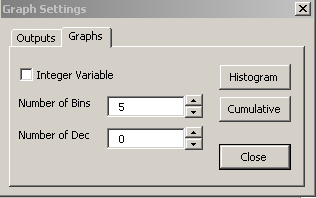 Graph Settings
Outputs
Graphs
Integer Variable
Histogram
Number of Bins
5
Cumulative
Number of Dec
0
Close